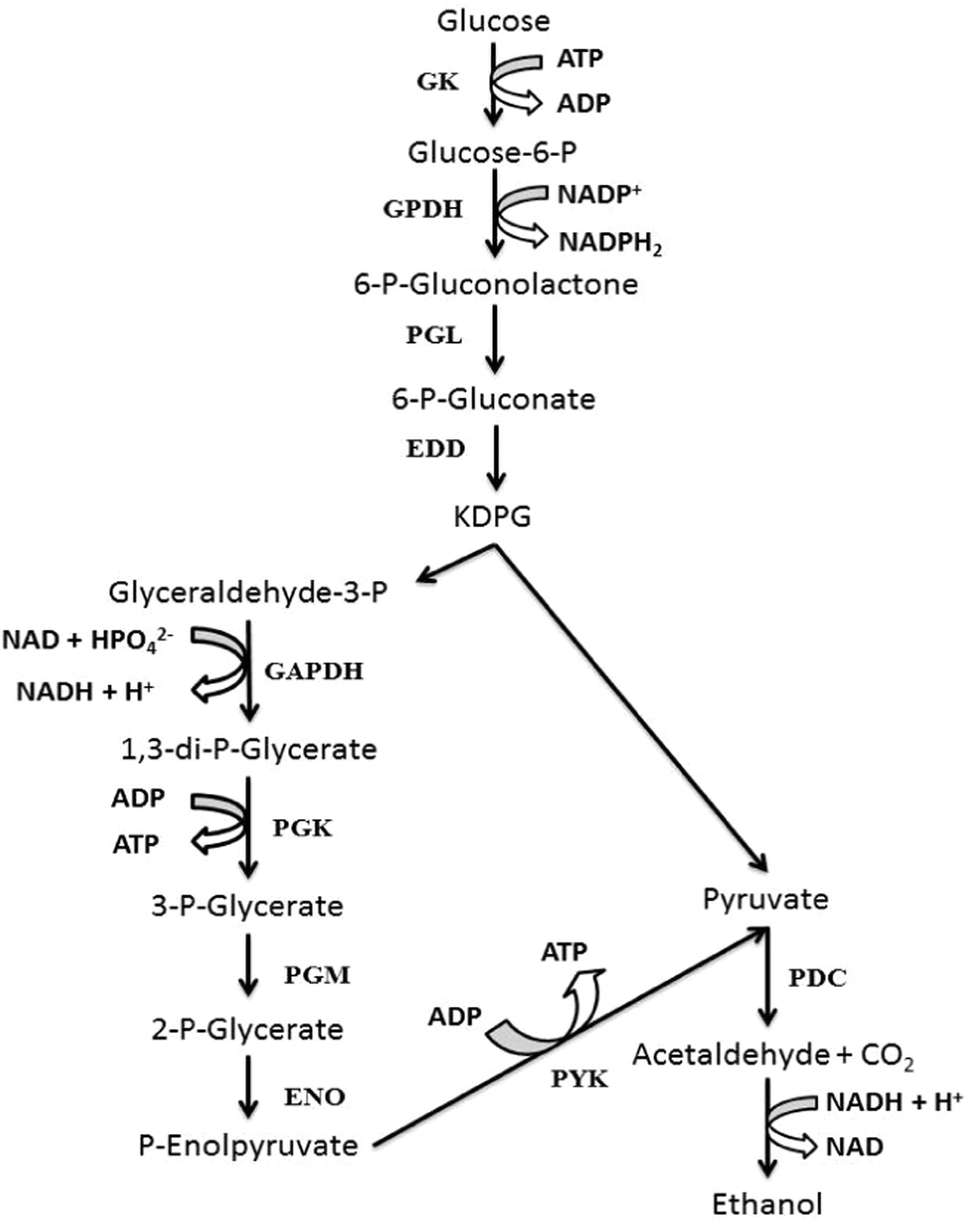 Glucose
ATP
GK
ADP
Glucose-6-P
NADP⁺
GPDH
NADPH₂
6-P-Gluconolactone
PGL
6-P-Gluconate
EDD
KDPG
Glyceraldehyde-3-P
NAD + HPO₄²⁻
GAPDH
NADH + H⁺
1,3-di-P-Glycerate
ADP
PGK
ATP
3-P-Glycerate
Pyruvate
PGM
ATP
PDC
ADP
2-P-Glycerate
Acetaldehyde + CO₂
PYK
ENO
NADH + H⁺
P-Enolpyruvate
NAD
Ethanol